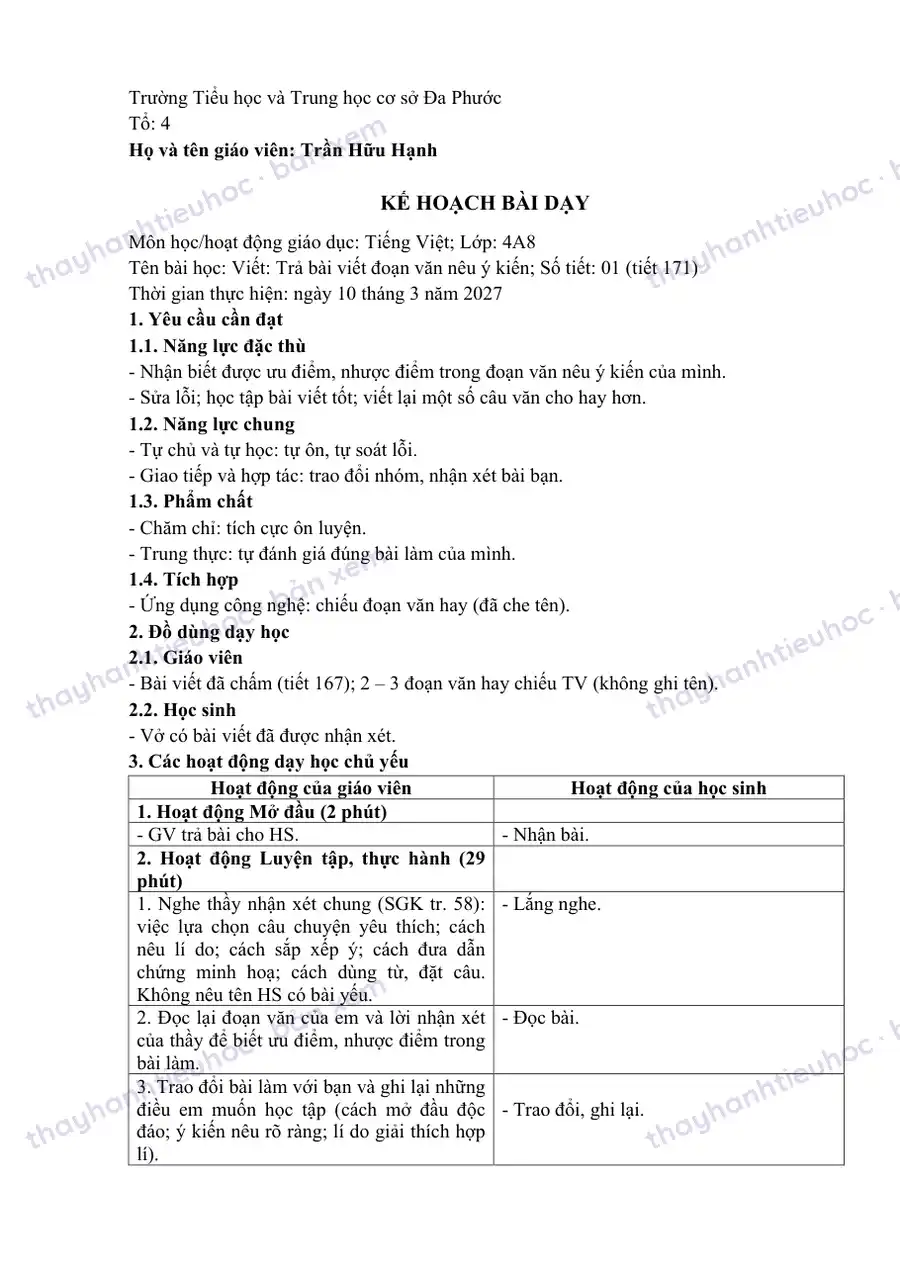 Trường Tiểu học và Trung học cơ sở Đa Phước
Tổ: 4
Họ và tên giáo viên: Trần Hữu Hạnh
KẾ HOẠCH BÀI DẠY
Môn học/hoạt động giáo dục: Tiếng Việt; Lớp: 4A8
Tên bài học: Viết: Trả bài viết đoạn văn nêu ý kiến; Số tiết: 01 (tiết 171)
Thời gian thực hiện: ngày 10 tháng 3 năm 2027
1. Yêu cầu cần đạt
1.1. Năng lực đặc thù
- Nhận biết được ưu điểm, nhược điểm trong đoạn văn nêu ý kiến của mình.
- Sửa lỗi; học tập bài viết tốt; viết lại một số câu văn cho hay hơn.
1.2. Năng lực chung
- Tự chủ và tự học: tự ôn, tự soát lỗi.
- Giao tiếp và hợp tác: trao đổi nhóm, nhận xét bài bạn.
1.3. Phẩm chất
- Chăm chỉ: tích cực ôn luyện.
- Trung thực: tự đánh giá đúng bài làm của mình.
1.4. Tích hợp
- Ứng dụng công nghệ: chiếu đoạn văn hay (đã che tên).
2. Đồ dùng dạy học
2.1. Giáo viên
- Bài viết đã chấm (tiết 167); 2 – 3 đoạn văn hay chiếu TV (không ghi tên).
2.2. Học sinh
- Vở có bài viết đã được nhận xét.
3. Các hoạt động dạy học chủ yếu
Hoạt động của giáo viên
Hoạt động của học sinh
1. Hoạt động Mở đầu (2 phút)
- GV trả bài cho HS.
- Nhận bài.
2. Hoạt động Luyện tập, thực hành (29
phút)
1. Nghe thầy nhận xét chung (SGK tr. 58):
việc lựa chọn câu chuyện yêu thích; cách
nêu lí do; cách sắp xếp ý; cách đưa dẫn
chứng minh hoạ; cách dùng từ, đặt câu.
Không nêu tên HS có bài yếu.
- Lắng nghe.
2. Đọc lại đoạn văn của em và lời nhận xét
của thầy để biết ưu điểm, nhược điểm trong
bài làm.
- Đọc bài.
3. Trao đổi bài làm với bạn và ghi lại những
điều em muốn học tập (cách mở đầu độc
đáo; ý kiến nêu rõ ràng; lí do giải thích hợp
lí).
- Trao đổi, ghi lại.
thayhanhtieuhoc · bản xem
thayhanhtieuhoc · b
thayhanhtieuhoc · bản xem
thayhanhtieuhoc · b
thayhanhtieuhoc · bản xem
thayhanhtieuhoc · b